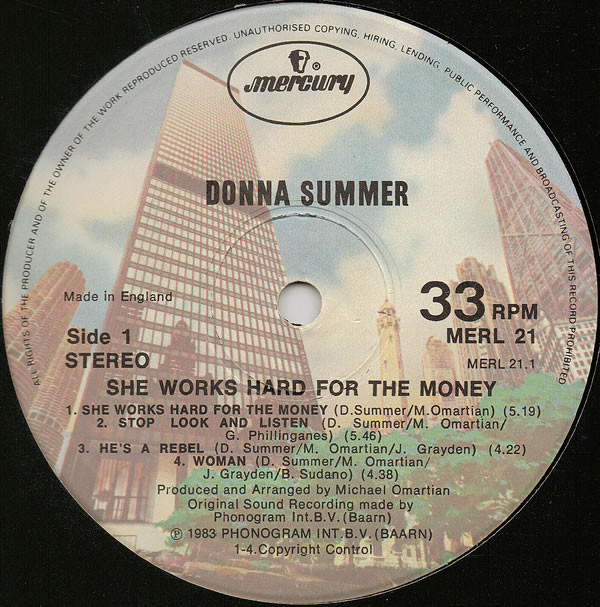 ALL RIGHTS OF THE PRODUCER AND OF THE OWNER OF THE WORK REPRODUCED RESERVED. UNAUTHORISED COPYING, HIRING, LENDING, PUBLIC PERFORMANCE AND BROADCASTING OF THIS RECORD PROHIBITED
mercury
®
DONNA SUMMER
Made in England
33 RPM
Side 1
MERL 21
STEREO
MERL 21.1
SHE WORKS HARD FOR THE MONEY
1. SHE WORKS HARD FOR THE MONEY (D.Summer/M.Omartian) (5.19)
2. STOP LOOK AND LISTEN (D. Summer/M. Omartian/
G. Phillinganes) (5.46)
3. HE'S A REBEL (D. Summer/M. Omartian/J. Grayden) (4.22)
4. WOMAN (D. Summer/M. Omartian/
J. Grayden/B. Sudano) (4.38)
Produced and Arranged by Michael Omartian
Original Sound Recording made by
Phonogram Int.B.V.(Baarn)
℗ 1983 PHONOGRAM INT.B.V.(BAARN)
1-4.Copyright Control